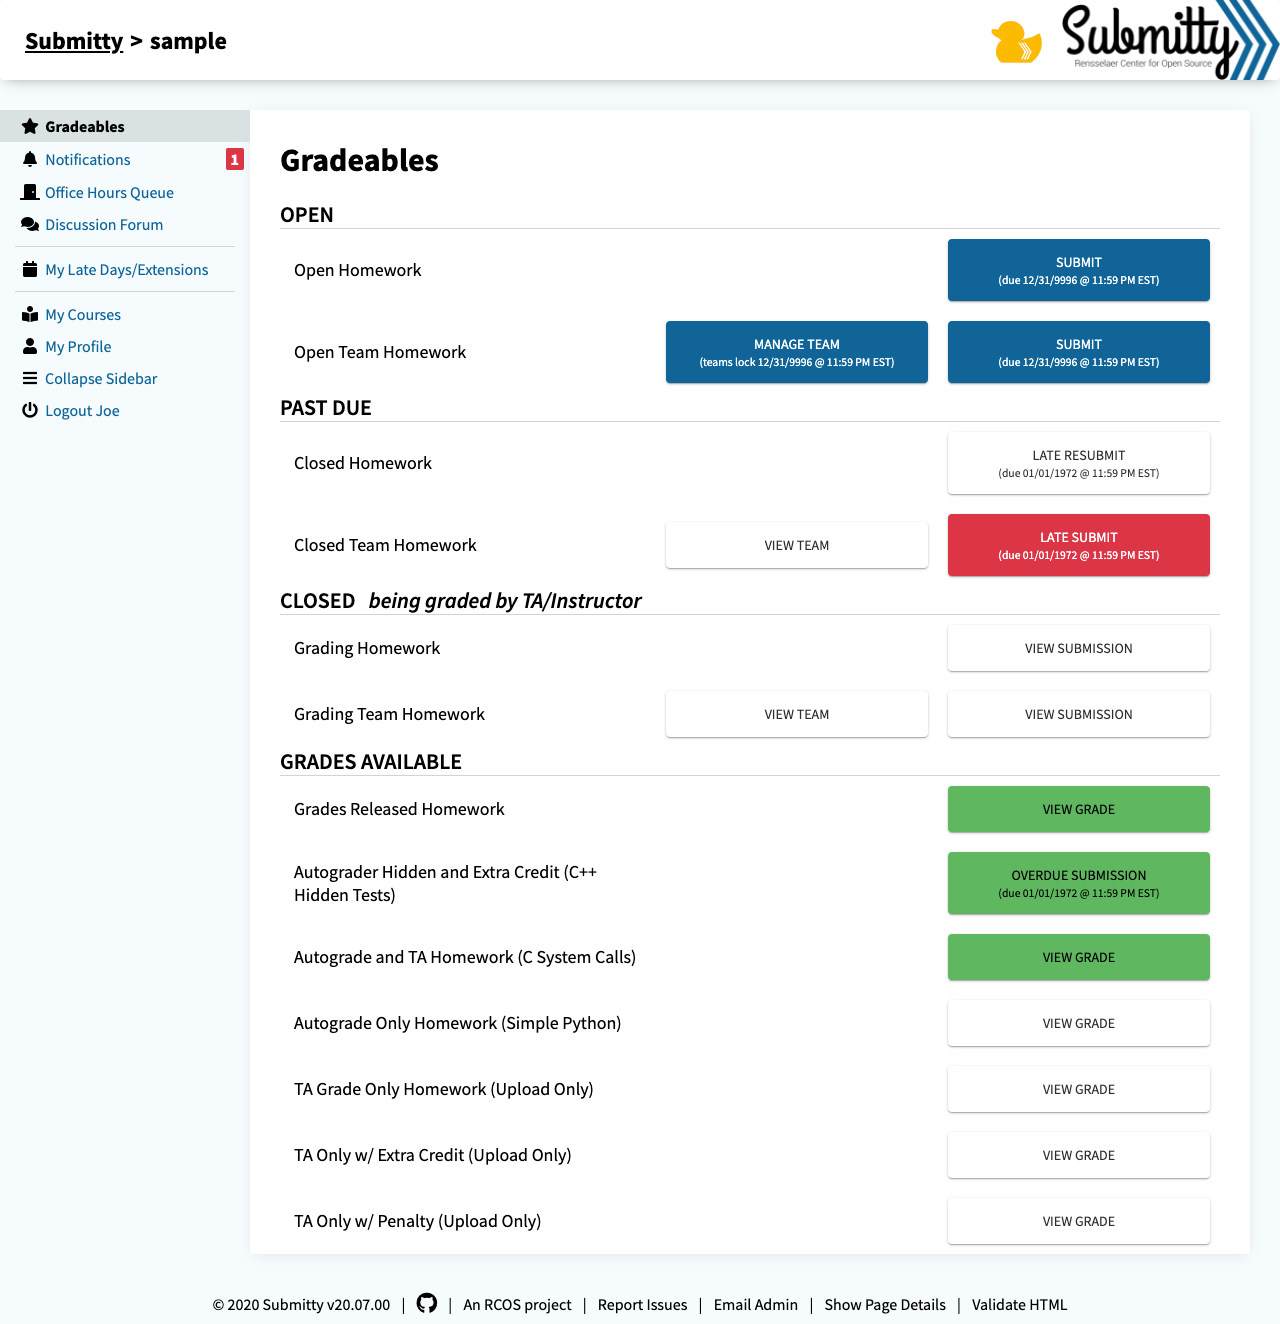 Submitty > sample
Submitty
Rensselaer Center for Open Source
Gradeables
Notifications
1
Office Hours Queue
Discussion Forum
My Late Days/Extensions
My Courses
My Profile
Collapse Sidebar
Logout Joe
Gradeables
OPEN
Open Homework
SUBMIT
(due 12/31/9996 @ 11:59 PM EST)
Open Team Homework
MANAGE TEAM
(teams lock 12/31/9996 @ 11:59 PM EST)
SUBMIT
(due 12/31/9996 @ 11:59 PM EST)
PAST DUE
Closed Homework
LATE RESUBMIT
(due 01/01/1972 @ 11:59 PM EST)
Closed Team Homework
VIEW TEAM
LATE SUBMIT
(due 01/01/1972 @ 11:59 PM EST)
CLOSED being graded by TA/Instructor
Grading Homework
VIEW SUBMISSION
Grading Team Homework
VIEW TEAM
VIEW SUBMISSION
GRADES AVAILABLE
Grades Released Homework
VIEW GRADE
Autograder Hidden and Extra Credit (C++
Hidden Tests)
OVERDUE SUBMISSION
(due 01/01/1972 @ 11:59 PM EST)
Autograde and TA Homework (C System Calls)
VIEW GRADE
Autograde Only Homework (Simple Python)
VIEW GRADE
TA Grade Only Homework (Upload Only)
VIEW GRADE
TA Only w/ Extra Credit (Upload Only)
VIEW GRADE
TA Only w/ Penalty (Upload Only)
VIEW GRADE
© 2020 Submitty v20.07.00 | | An RCOS project | Report Issues | Email Admin | Show Page Details | Validate HTML